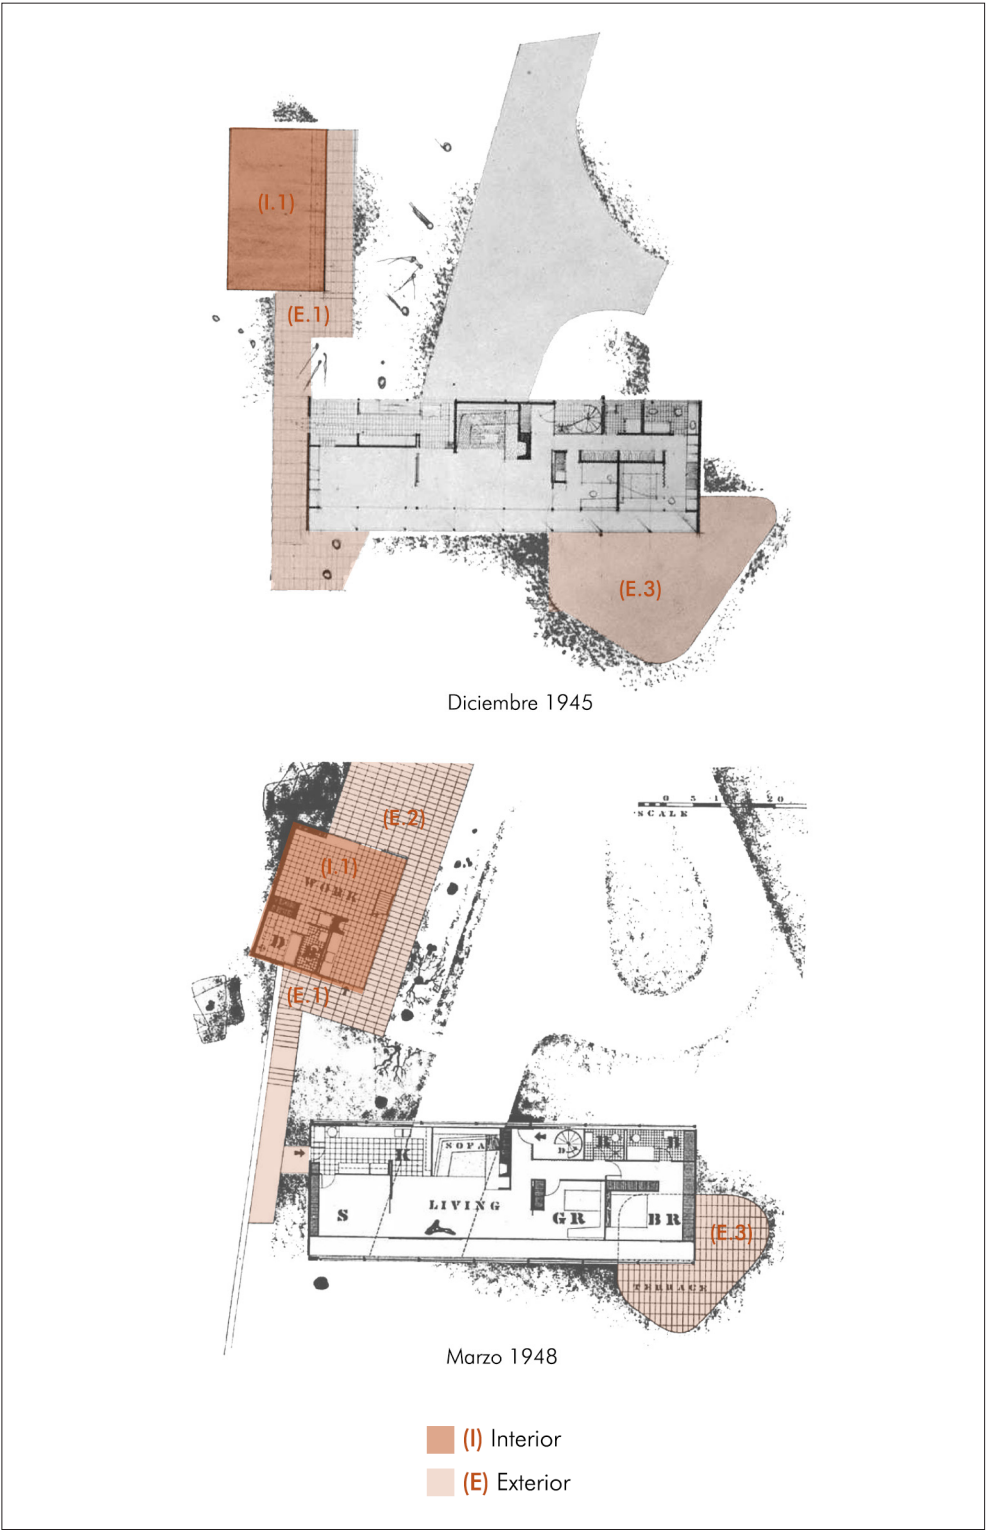 (I.1)
(E.1)
(E.3)
Diciembre 1945
(E.2)
0 5 1 20
SCALE
(I.1)
WORK
D
(E.1)
SOFA
D
B
B
K
LIVING
S
GR
BR
(E.3)
TERRACE
Marzo 1948
(I) Interior
(E) Exterior